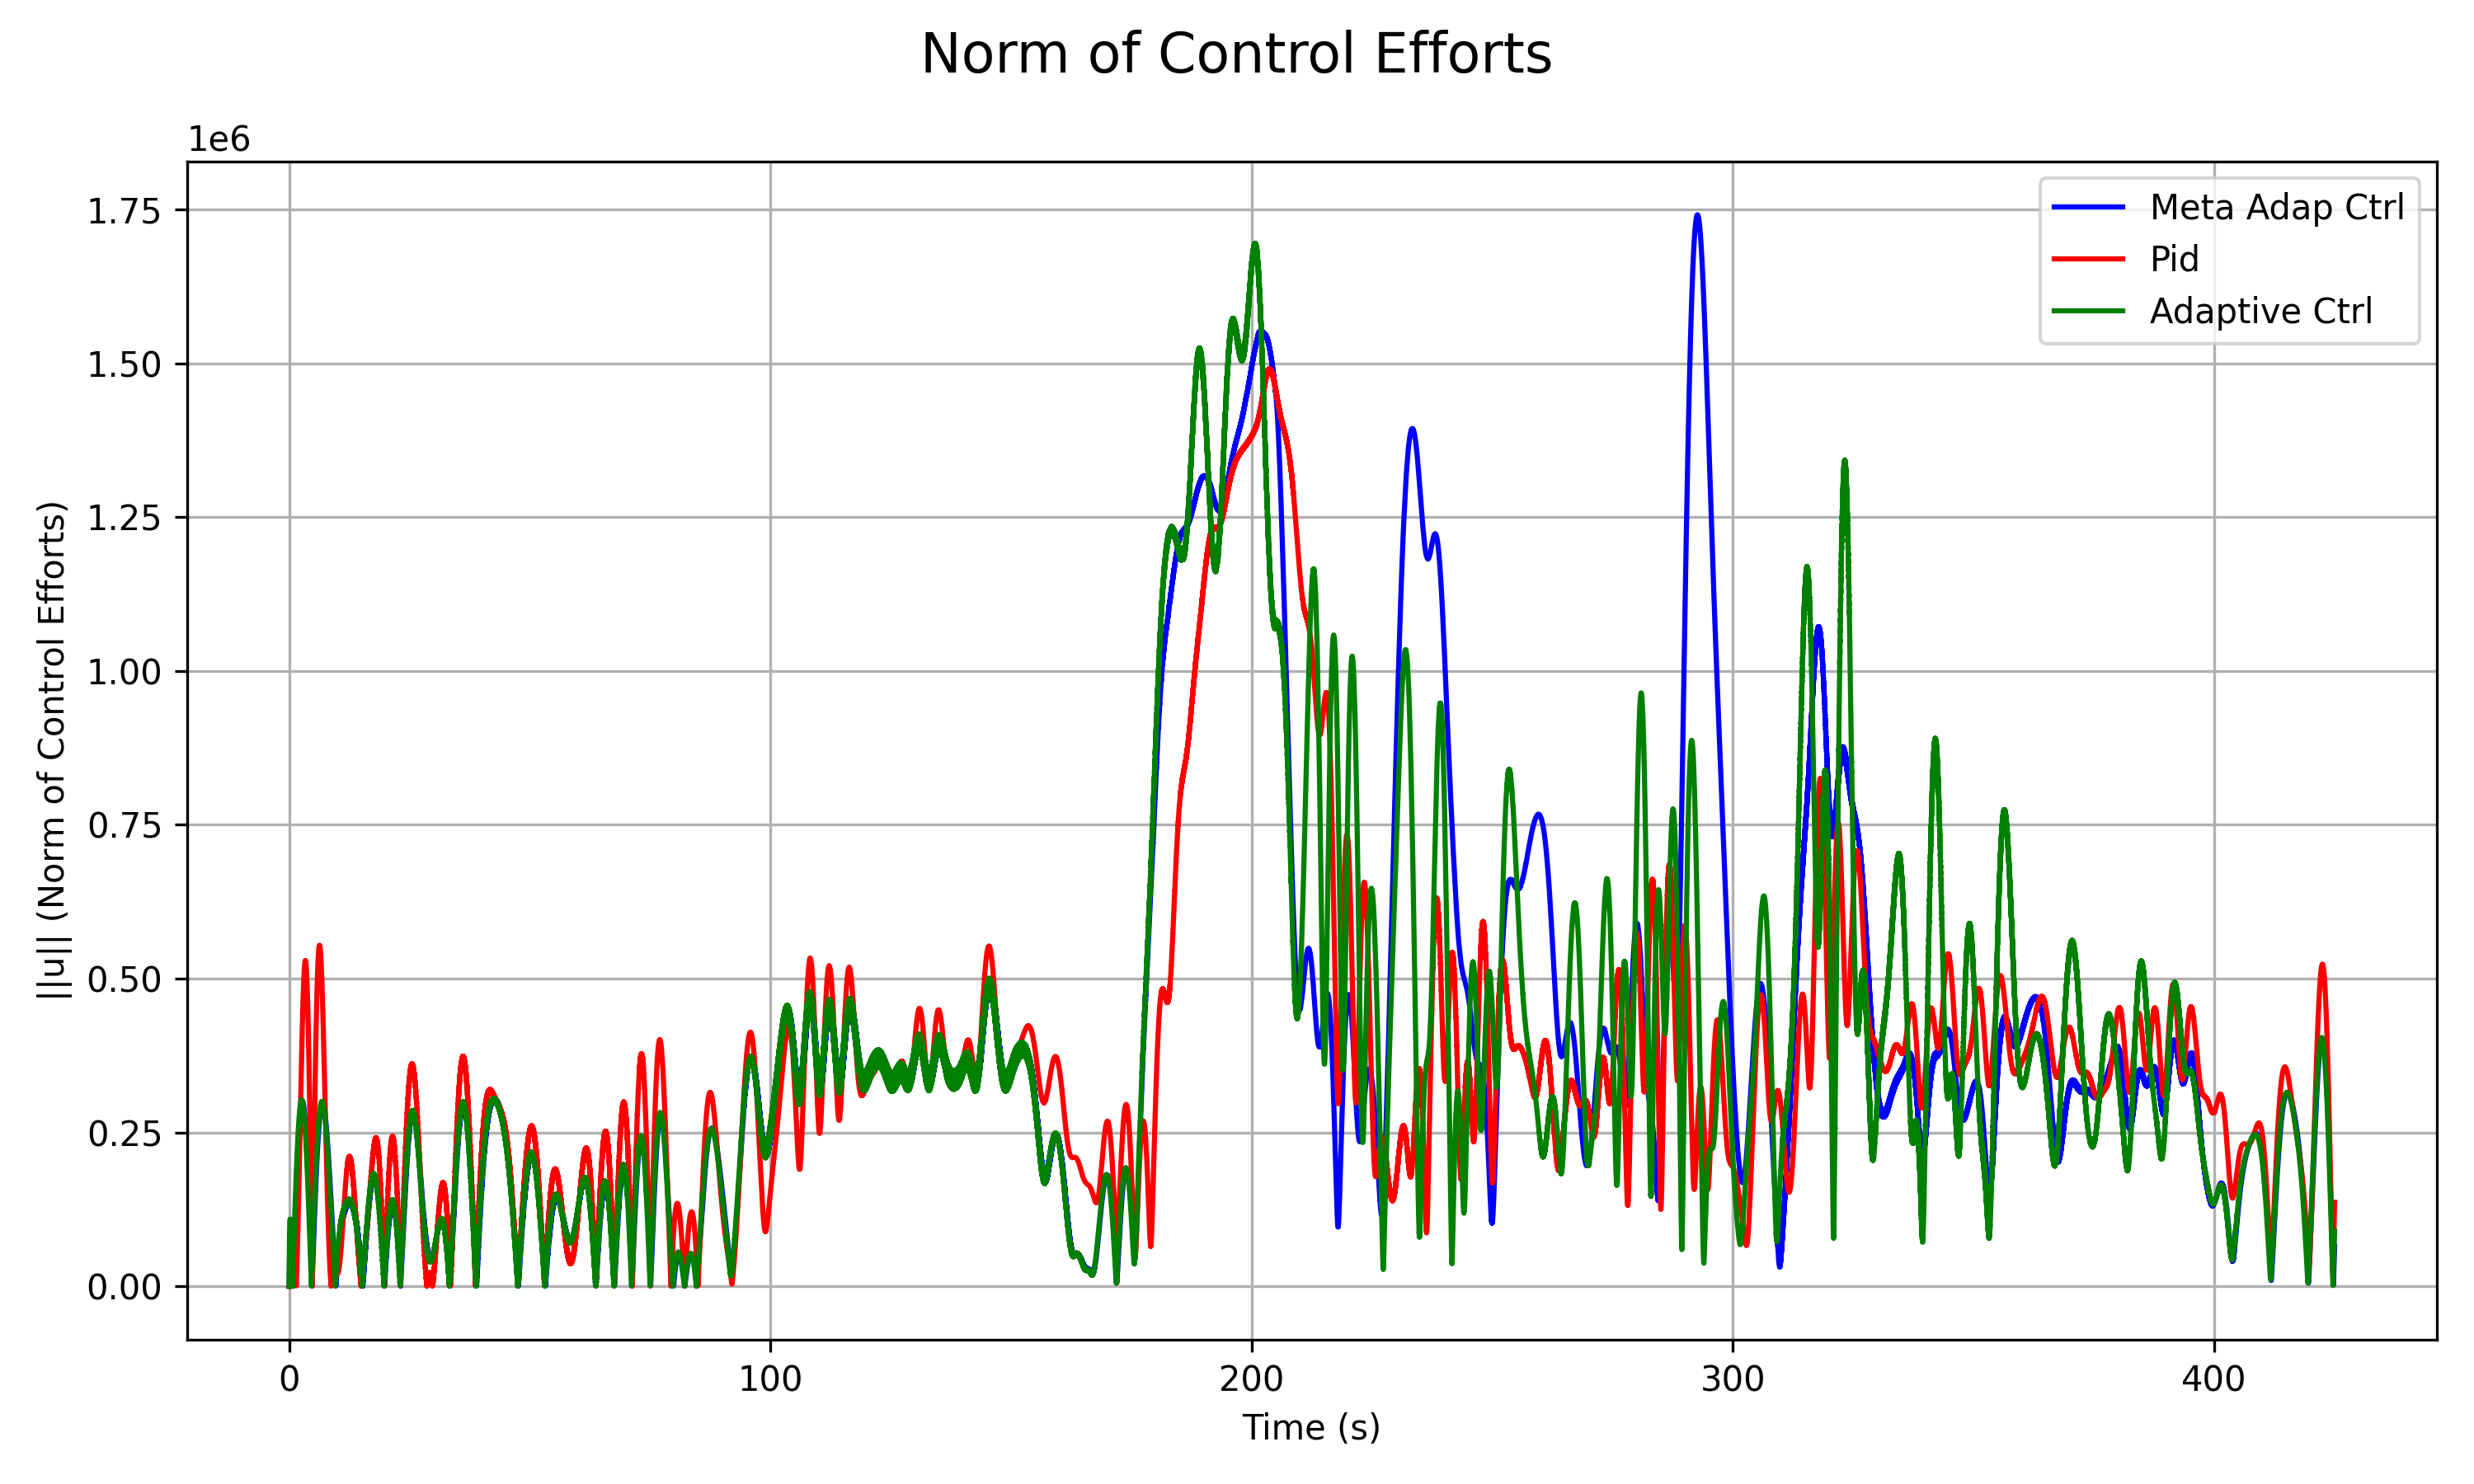 Norm of Control Efforts
1e6
1.75
1.50
1.25
1.00
0.75
0.50
0.25
0.00
||u|| (Norm of Control Efforts)
Meta Adap Ctrl
Pid
Adaptive Ctrl
0 100 200 300 400
Time (s)